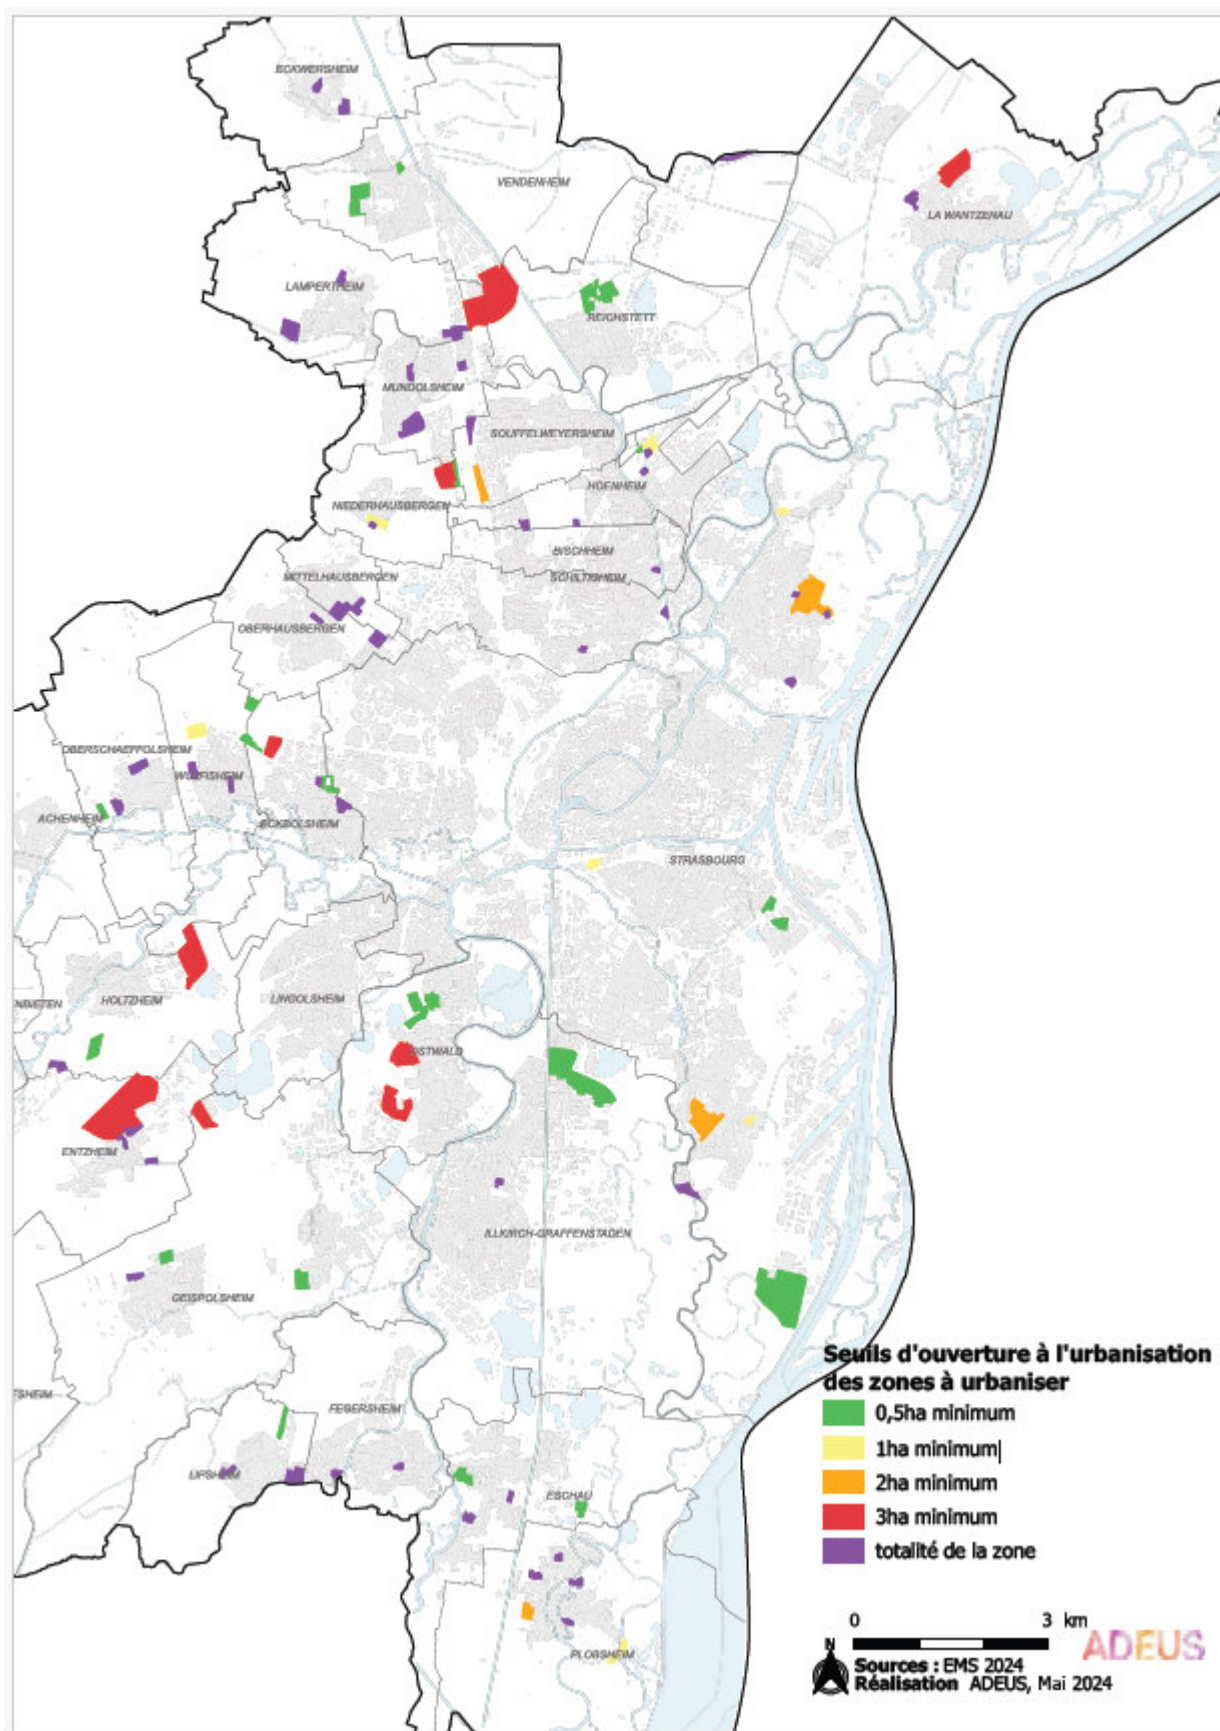 ECKWERSHEIM
VENDENHEIM
LA WANTZENAU
LAMPERTHEIM
REICHSTETT
MUNDOLSHEIM
SOUFFELWEYERSHEIM
HOENHEIM
NIEDERHAUSBERGEN
BISCHHEIM
MITTELHAUSBERGEN
SCHILTIGHEIM
OBERHAUSBERGEN
OBERSCHAEFFOLSHEIM
WOLFISHEIM
ACHENHEIM
ECKBOLSHEIM
STRASBOURG
NBIETEN
HOLTZHEIM
LINGOLSHEIM
OSTWALD
ENTZHEIM
ILLKIRCH-GRAFFENSTADEN
GEISPOLSHEIM
Seuils d'ouverture à l'urbanisation
des zones à urbaniser
0,5ha minimum
1ha minimum|
2ha minimum
3ha minimum
totalité de la zone
SHEIM
FEGERSHEIM
LIPSHEIM
ESCHAU
PLOBSHEIM
0 3 km
N
ADEUS
Sources : EMS 2024
Réalisation ADEUS, Mai 2024